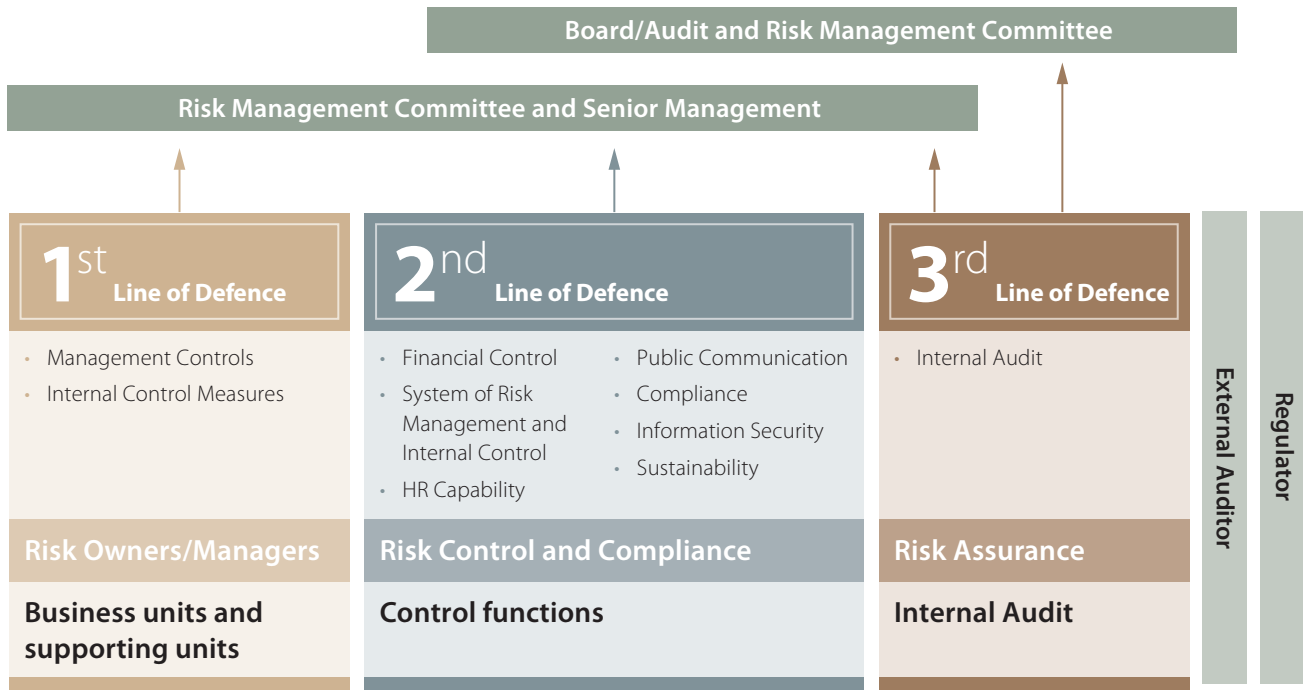 Board/Audit and Risk Management Committee
Risk Management Committee and Senior Management
1st
Line of Defence
• Management Controls
• Internal Control Measures
Risk Owners/Managers
Business units and
supporting units
2nd
Line of Defence
• Financial Control
• System of Risk
Management and
Internal Control
• HR Capability
• Public Communication
• Compliance
• Information Security
• Sustainability
Risk Control and Compliance
Control functions
3rd
Line of Defence
• Internal Audit
Risk Assurance
Internal Audit
External Auditor
Regulator